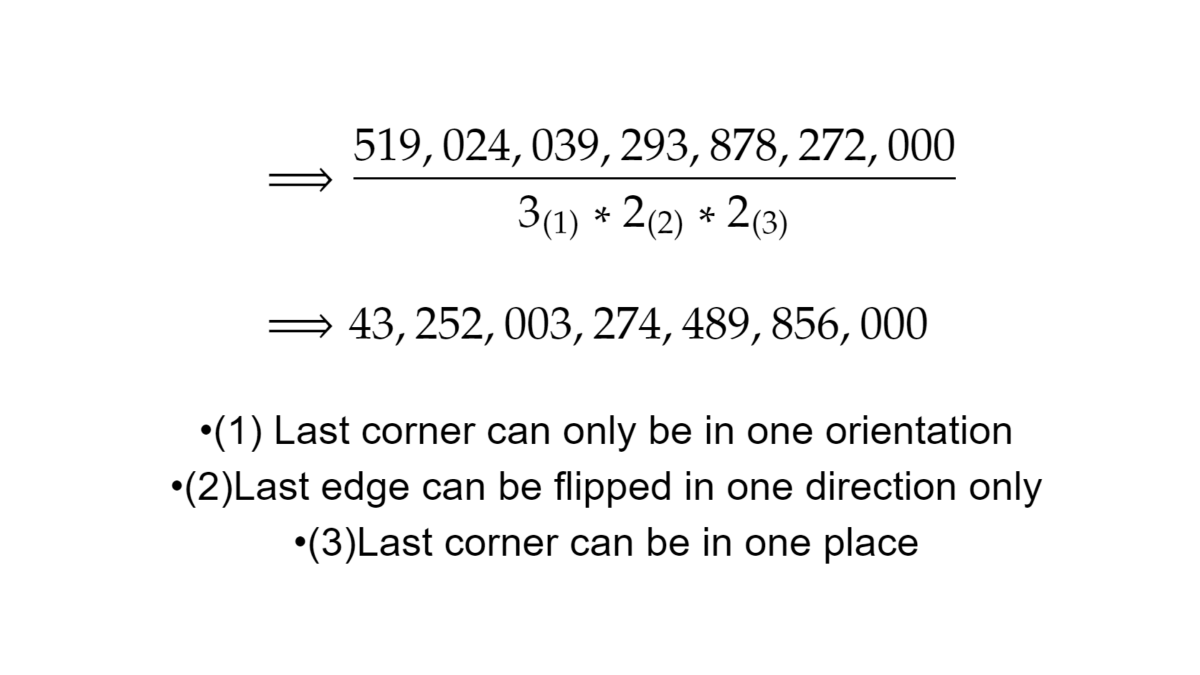 ⟹ 519, 024, 039, 293, 878, 272, 000
3(1) * 2(2) * 2(3)
⟹ 43, 252, 003, 274, 489, 856, 000
•(1) Last corner can only be in one orientation
•(2)Last edge can be flipped in one direction only
•(3)Last corner can be in one place